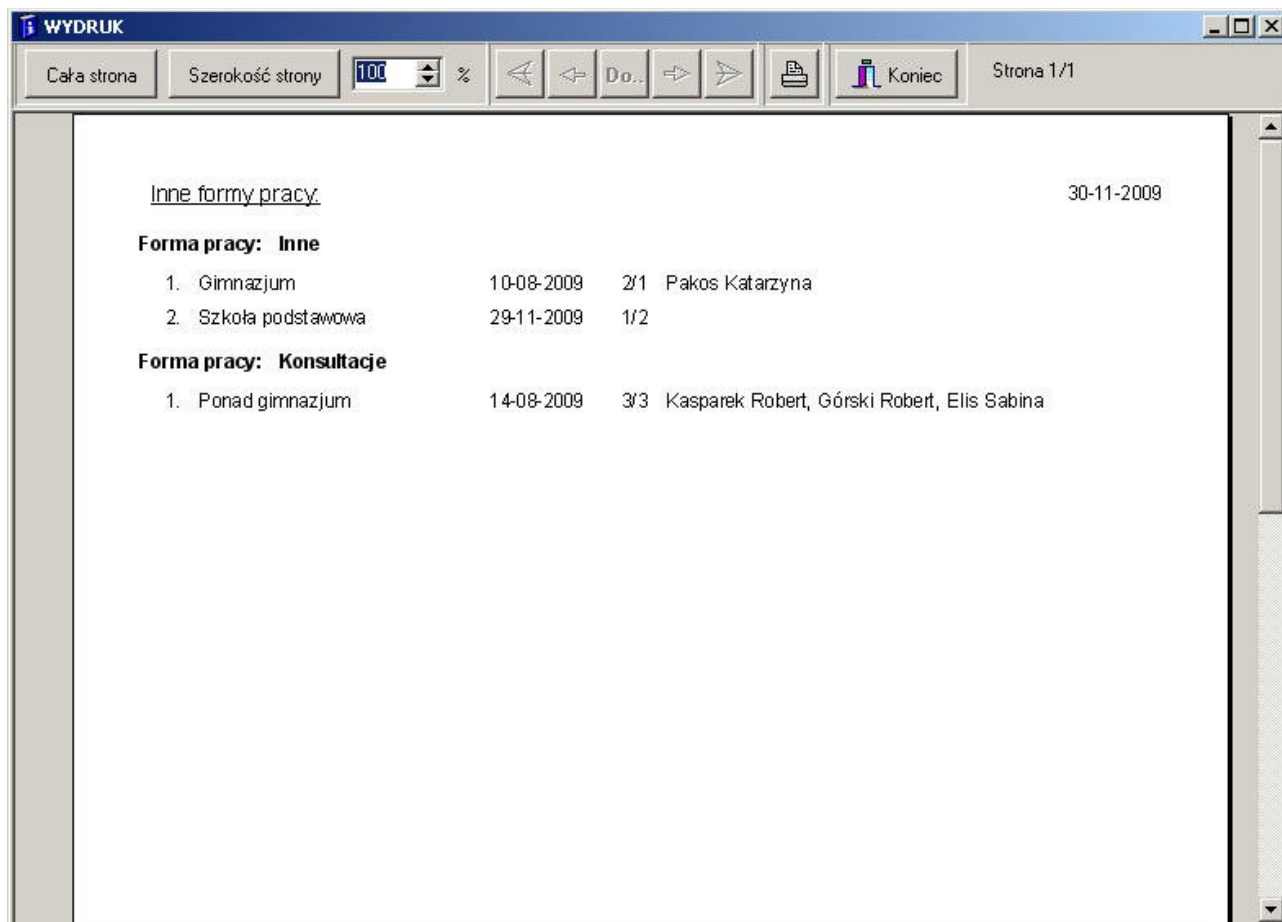 WYDRUK
Cała strona Szerokość strony 100 % Do.. Koniec Strona 1/1
Inne formy pracy: 30-11-2009
Forma pracy: Inne
1. Gimnazjum 10-08-2009 2/1 Pakos Katarzyna
2. Szkoła podstawowa 29-11-2009 1/2
Forma pracy: Konsultacje
1. Ponad gimnazjum 14-08-2009 3/3 Kasparek Robert, Górski Robert, Elis Sabina